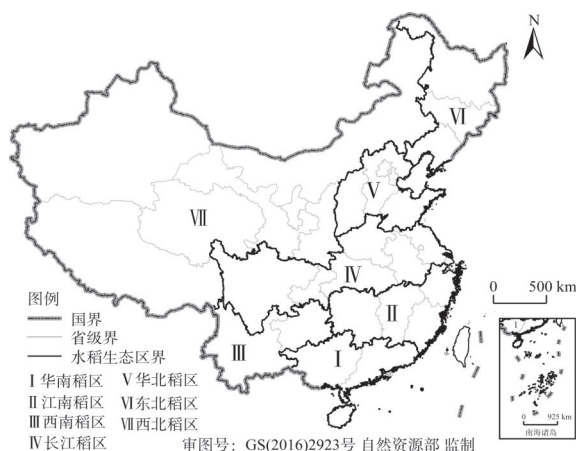 N
Ⅵ
Ⅴ
Ⅶ
Ⅳ
Ⅱ
Ⅲ
Ⅰ
0 500 km
图例
国界
省级界
水稻生态区界
Ⅰ华南稻区 Ⅴ华北稻区
Ⅱ江南稻区 Ⅵ东北稻区
Ⅲ西南稻区 Ⅶ西北稻区
Ⅳ长江稻区
审图号：GS(2016)2923号 自然资源部 监制
0 925 km
南海诸岛